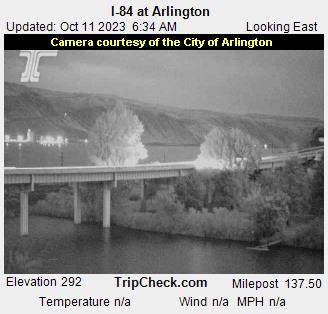 I-84 at Arlington
Updated: Oct 11 2023 6:34 AM Looking East
Camera courtesy of the City of Arlington
Elevation 292 TripCheck.com Milepost 137.50
Temperature n/a Wind n/a MPH n/a